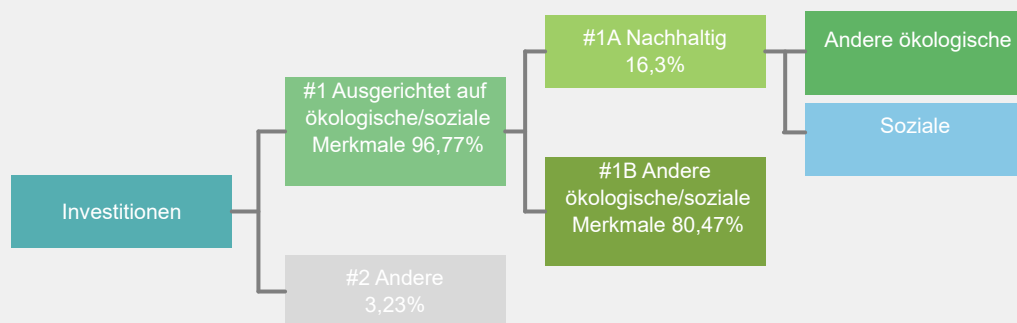 Investitionen
#1 Ausgerichtet auf
ökologische/soziale
Merkmale 96,77%
#2 Andere
3,23%
#1A Nachhaltig
16,3%
#1B Andere
ökologische/soziale
Merkmale 80,47%
Andere ökologische
Soziale